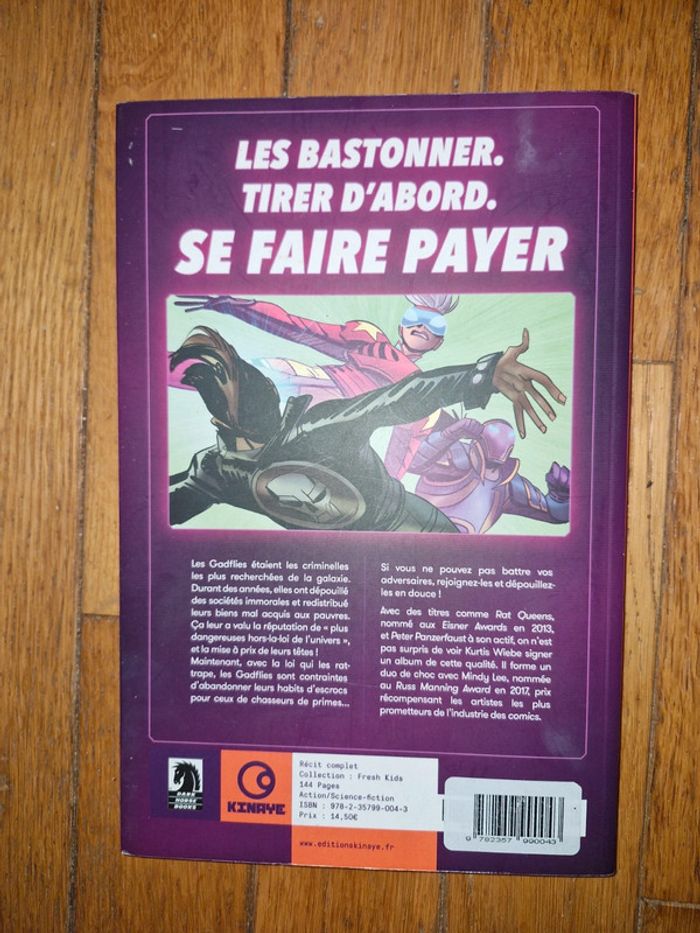 LES BASTONNER.
TIRER D'ABORD.
SE FAIRE PAYER
Les Gadflies étaient les criminelles
les plus recherchées de la galaxie.
Durant des années, elles ont dépouillé
des sociétés immorales et redistribué
leurs biens mal acquis aux pauvres.
Ça leur a valu la réputation de « plus
dangereuses hors-la-loi de l'univers »,
et la mise à prix de leurs têtes !
Maintenant, avec la loi qui les rat-
trape, les Gadflies sont contraintes
d'abandonner leurs habits d'escrocs
pour ceux de chasseurs de primes...
Si vous ne pouvez pas battre vos
adversaires, rejoignez-les et dépouillez-
les en douce !
Avec des titres comme Rat Queens,
nommé aux Eisner Awards en 2013,
et Peter Panzerfaust à son actif, on n'est
pas surpris de voir Kurtis Wiebe signer
un album de cette qualité. Il forme un
duo de choc avec Mindy Lee, nommée
au Russ Manning Award en 2017, prix
récompensant les artistes les plus
prometteurs de l'industrie des comics.
DARK
HORSE
BOOKS
KINAYE
Récit complet
Collection : Fresh Kids
144 Pages
Action/Science-fiction
ISBN : 978-2-35799-004-3
Prix : 14,50€
www.editionskinaye.fr
9 782357 990043